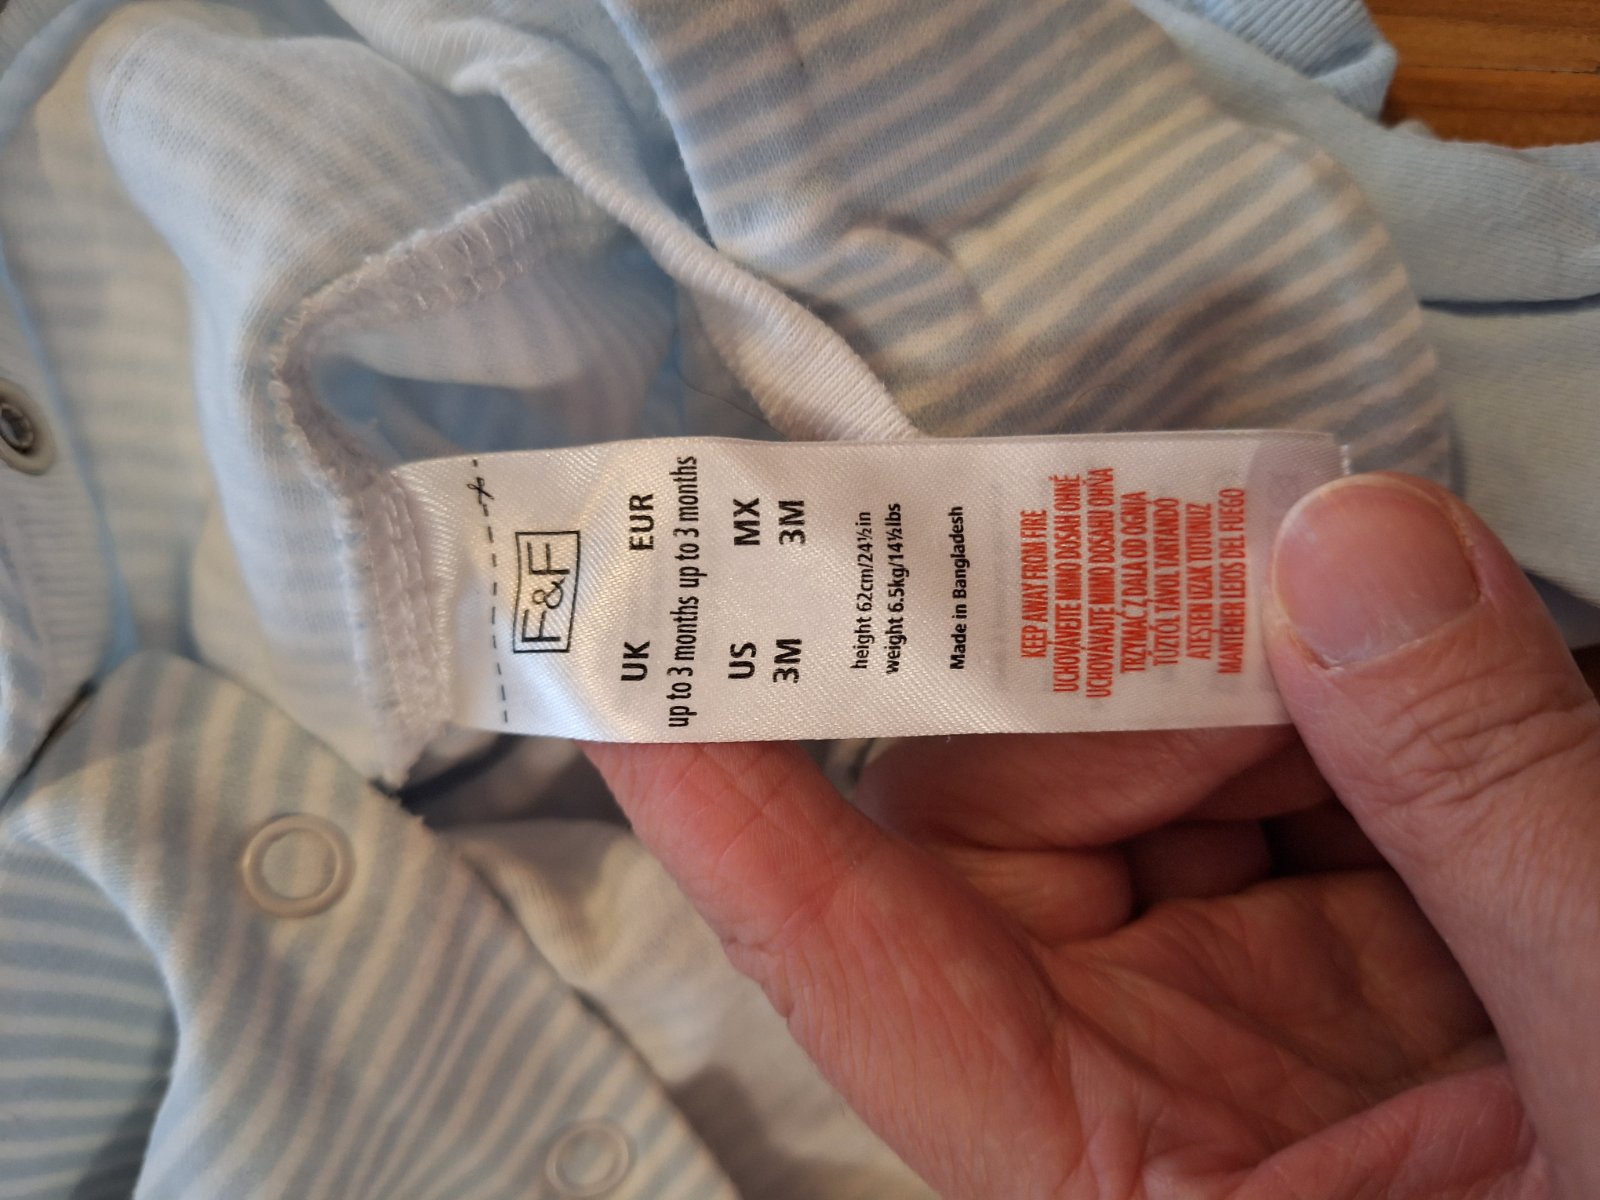 F&F
UK EUR
up to 3 months up to 3 months
US MX
3M 3M
height 62cm/24½in
weight 6.5kg/14½lbs
Made in Bangladesh
KEEP AWAY FROM FIRE
UCHOVÁVEJTE MIMO DOSAH OHNĚ
UCHOVÁVAJTE MIMO DOSAHU OHŇA
TRZYMAĆ Z DALA OD OGNIA
TŰZTŐL TÁVOL TARTANDÓ
ATEŞTEN UZAK TUTUNUZ
MANTENER LEJOS DEL FUEGO